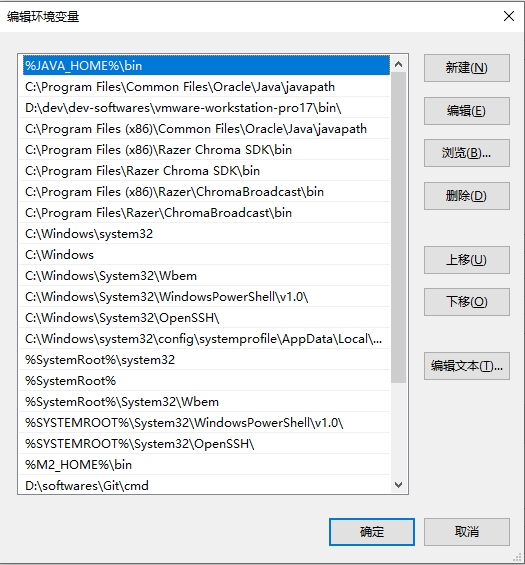 编辑环境变量
%JAVA_HOME%\bin
C:\Program Files\Common Files\Oracle\Java\javapath
D:\dev\dev-softwares\vmware-workstation-pro17\bin\
C:\Program Files (x86)\Common Files\Oracle\Java\javapath
C:\Program Files (x86)\Razer Chroma SDK\bin
C:\Program Files\Razer Chroma SDK\bin
C:\Program Files (x86)\Razer\ChromaBroadcast\bin
C:\Program Files\Razer\ChromaBroadcast\bin
C:\Windows\system32
C:\Windows
C:\Windows\System32\Wbem
C:\Windows\System32\WindowsPowerShell\v1.0\
C:\Windows\System32\OpenSSH\
C:\Windows\system32\config\systemprofile\AppData\Local\...
%SystemRoot%\system32
%SystemRoot%
%SystemRoot%\System32\Wbem
%SYSTEMROOT%\System32\WindowsPowerShell\v1.0\
%SYSTEMROOT%\System32\OpenSSH\
%M2_HOME%\bin
D:\softwares\Git\cmd
新建(N)
编辑(E)
浏览(B)...
删除(D)
上移(U)
下移(O)
编辑文本(T)...
确定
取消